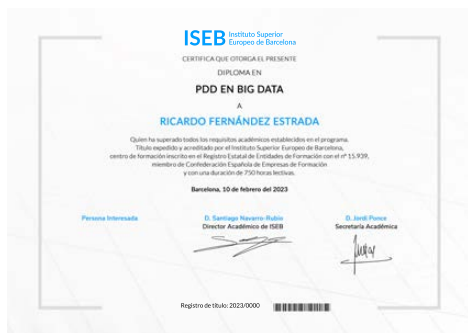 ISEB Instituto Superior
Europeo de Barcelona
CERTIFICA QUE OTORGA EL PRESENTE
DIPLOMA EN
PDD EN BIG DATA
A
RICARDO FERNÁNDEZ ESTRADA
Quien ha superado todos los requisitos académicos establecidos en el programa.
Título expedido y acreditado por el Instituto Superior Europeo de Barcelona,
centro de formación inscrito en el Registro Estatal de Entidades de Formación con el nº 15.939,
miembro de Confederación Española de Empresas de Formación
y con una duración de 750 horas lectivas.
Barcelona, 10 de febrero del 2023
Persona Interesada
D. Santiago Navarro-Rubio
Director Académico de ISEB
D. Jordi Ponce
Secretaría Académica
Registro de título: 2023/0000